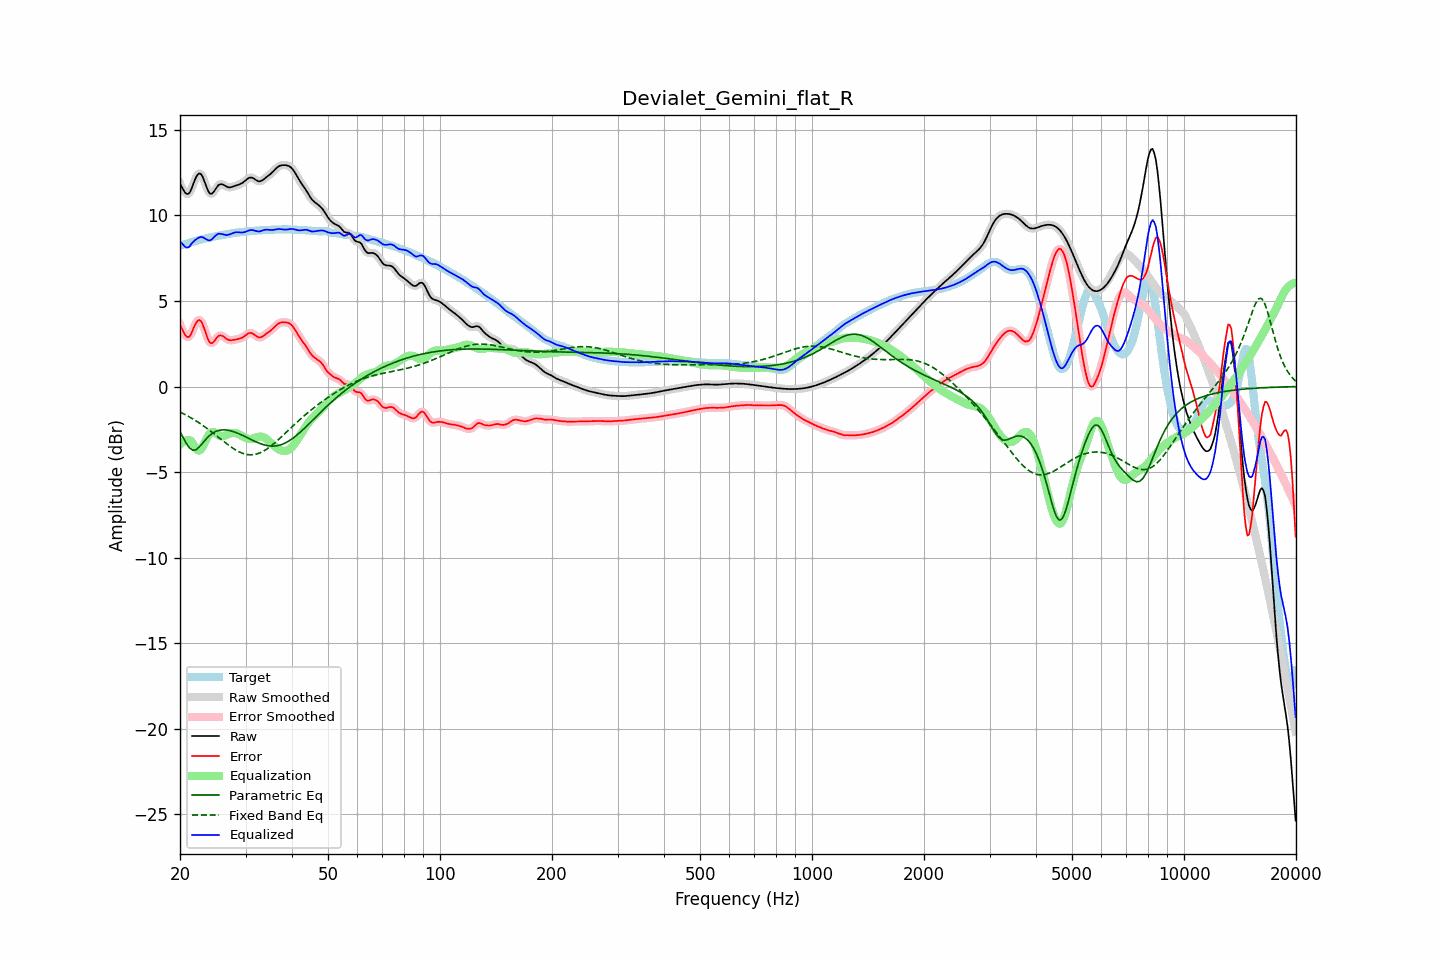 Devialet_Gemini_flat_R
15
10
5
0
−5
−10
−15
−20
−25
Amplitude (dBr)
Target
Raw Smoothed
Error Smoothed
Raw
Error
Equalization
Parametric Eq
Fixed Band Eq
Equalized
20 50 100 200 500 1000 2000 5000 10000 20000
Frequency (Hz)